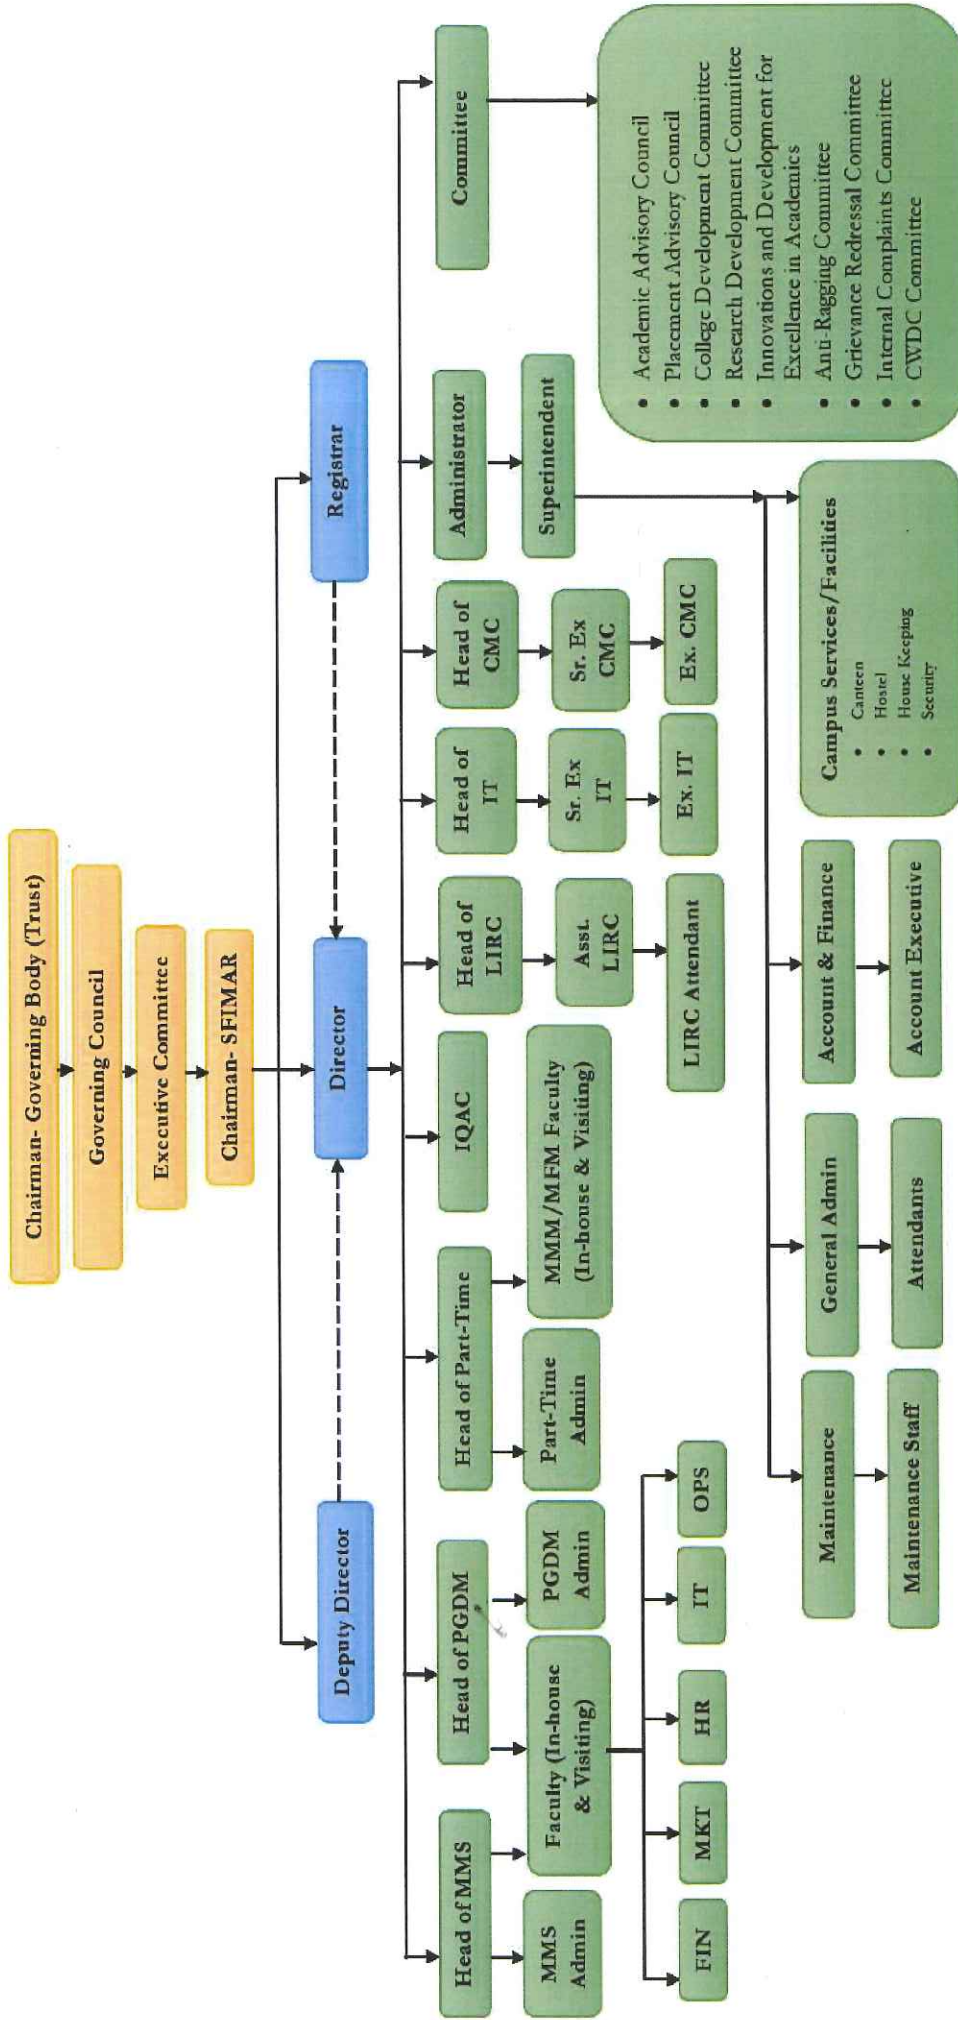 Chairman- Governing Body (Trust)
Governing Council
Executive Committee
Chairman- SFIMAR
Deputy Director
Director
Registrar
Head of MMS
Head of PGDM
Head of Part-Time
IQAC
Head of
LIRC
Head of
IT
Head of
CMC
Administrator
Committee
MMS
Admin
Faculty (In-house
& Visiting)
PGDM
Admin
Part-Time
Admin
MMM/MFM Faculty
(In-house & Visiting)
Asst.
LIRC
Sr. Ex
IT
Sr. Ex
CMC
Superintendent
FIN
MKT
HR
IT
OPS
LIRC Attendant
Ex. IT
Ex. CMC
• Academic Advisory Council
• Placement Advisory Council
• College Development Committee
• Research Development Committee
• Innovations and Development for
Excellence in Academics
• Anti-Ragging Committee
• Grievance Redressal Committee
• Internal Complaints Committee
• CWDC Committee
Maintenance
General Admin
Account & Finance
Campus Services/Facilities
• Canteen
• Hostel
• House Keeping
• Security
Maintenance Staff
Attendants
Account Executive